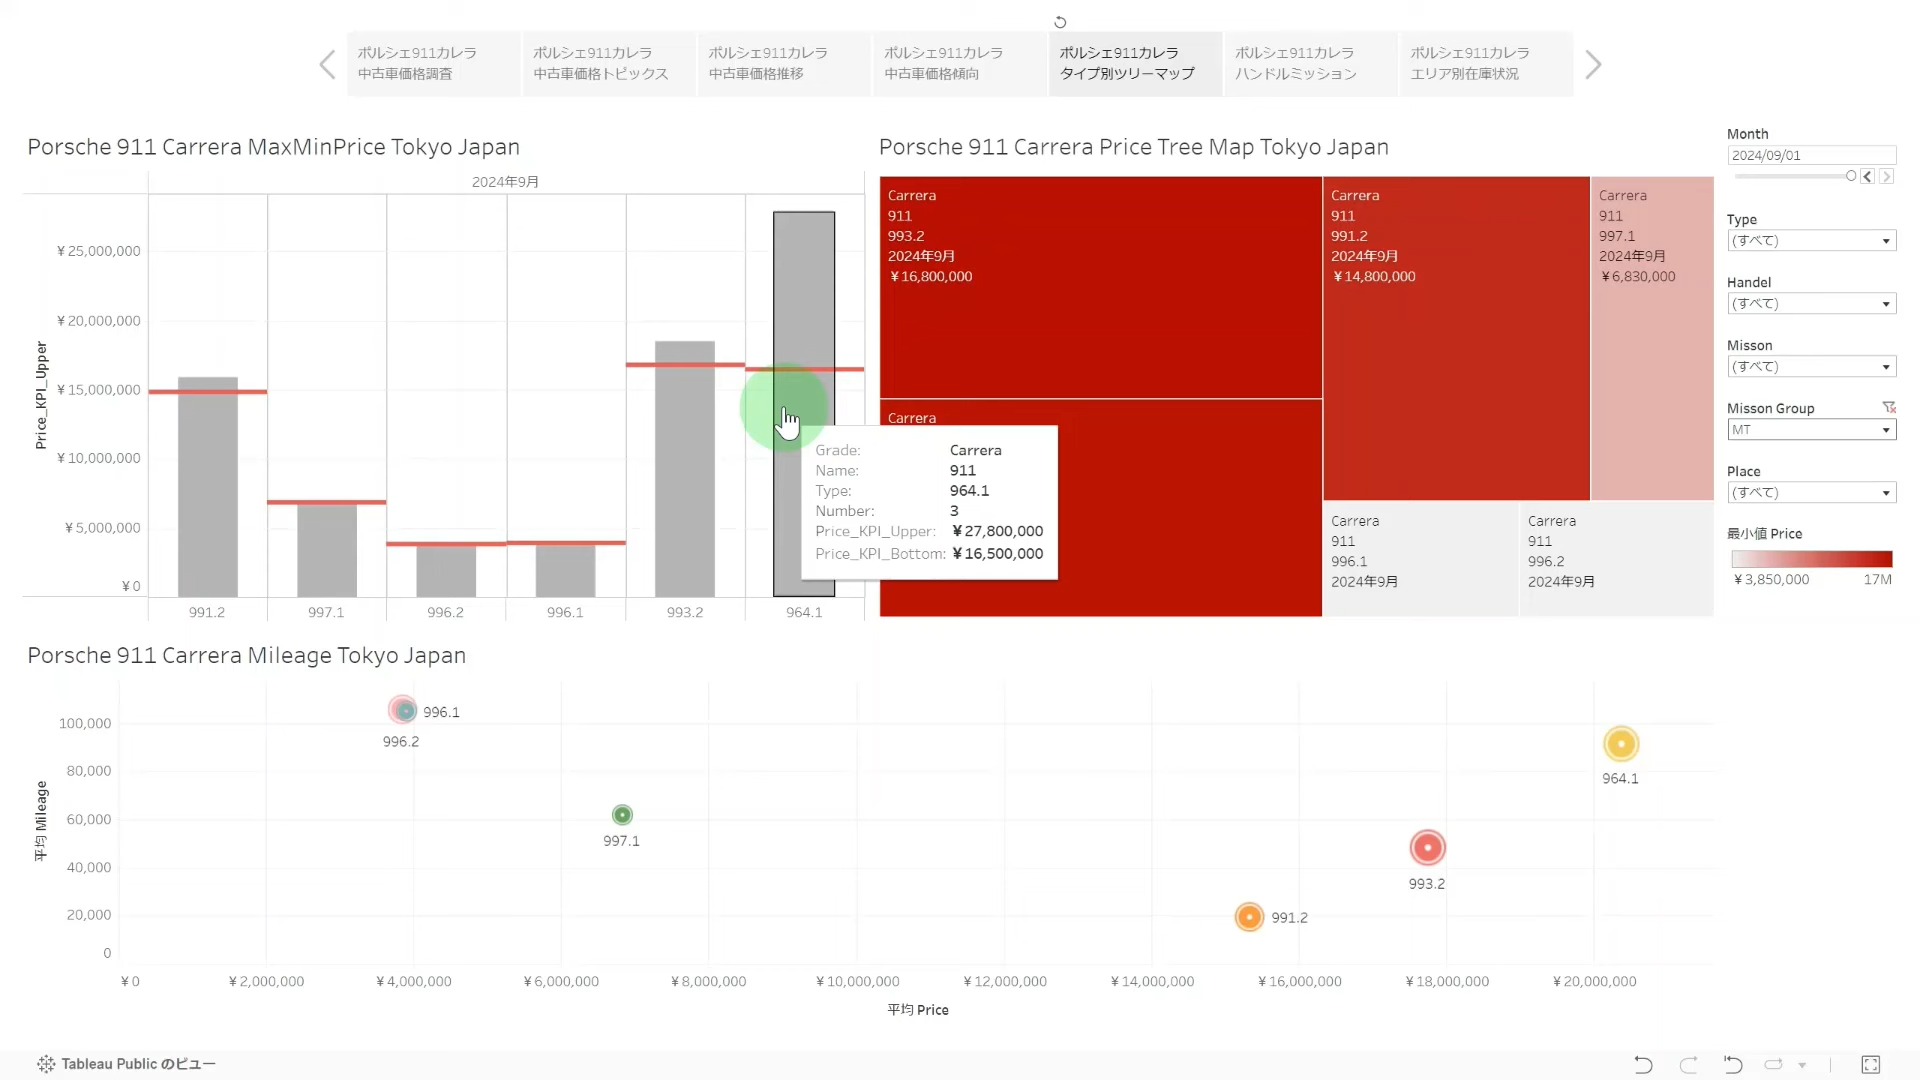 ポルシェ911カレラ
中古車価格調査
ポルシェ911カレラ
中古車価格トピックス
ポルシェ911カレラ
中古車価格推移
ポルシェ911カレラ
中古車価格傾向
ポルシェ911カレラ
タイプ別ツリーマップ
ポルシェ911カレラ
ハンドルミッション
ポルシェ911カレラ
エリア別在庫状況
Porsche 911 Carrera MaxMinPrice Tokyo Japan
2024年9月
Price_KPI_Upper
¥25,000,000
¥20,000,000
¥15,000,000
¥10,000,000
¥5,000,000
¥0
991.2 997.1 996.2 996.1 993.2 964.1
Grade: Carrera
Name: 911
Type: 964.1
Number: 3
Price_KPI_Upper: ¥27,800,000
Price_KPI_Bottom: ¥16,500,000
Porsche 911 Carrera Price Tree Map Tokyo Japan
Carrera
911
993.2
2024年9月
¥16,800,000
Carrera
Carrera
911
991.2
2024年9月
¥14,800,000
Carrera
911
997.1
2024年9月
¥6,830,000
Carrera
911
996.1
2024年9月
Carrera
911
996.2
2024年9月
Month
2024/09/01
Type
(すべて)
Handel
(すべて)
Misson
(すべて)
Misson Group
MT
Place
(すべて)
最小値 Price
¥3,850,000 17M
Porsche 911 Carrera Mileage Tokyo Japan
平均 Mileage
100,000
80,000
60,000
40,000
20,000
0
996.1
996.2
997.1
964.1
993.2
991.2
¥0 ¥2,000,000 ¥4,000,000 ¥6,000,000 ¥8,000,000 ¥10,000,000 ¥12,000,000 ¥14,000,000 ¥16,000,000 ¥18,000,000 ¥20,000,000
平均 Price
Tableau Public のビュー